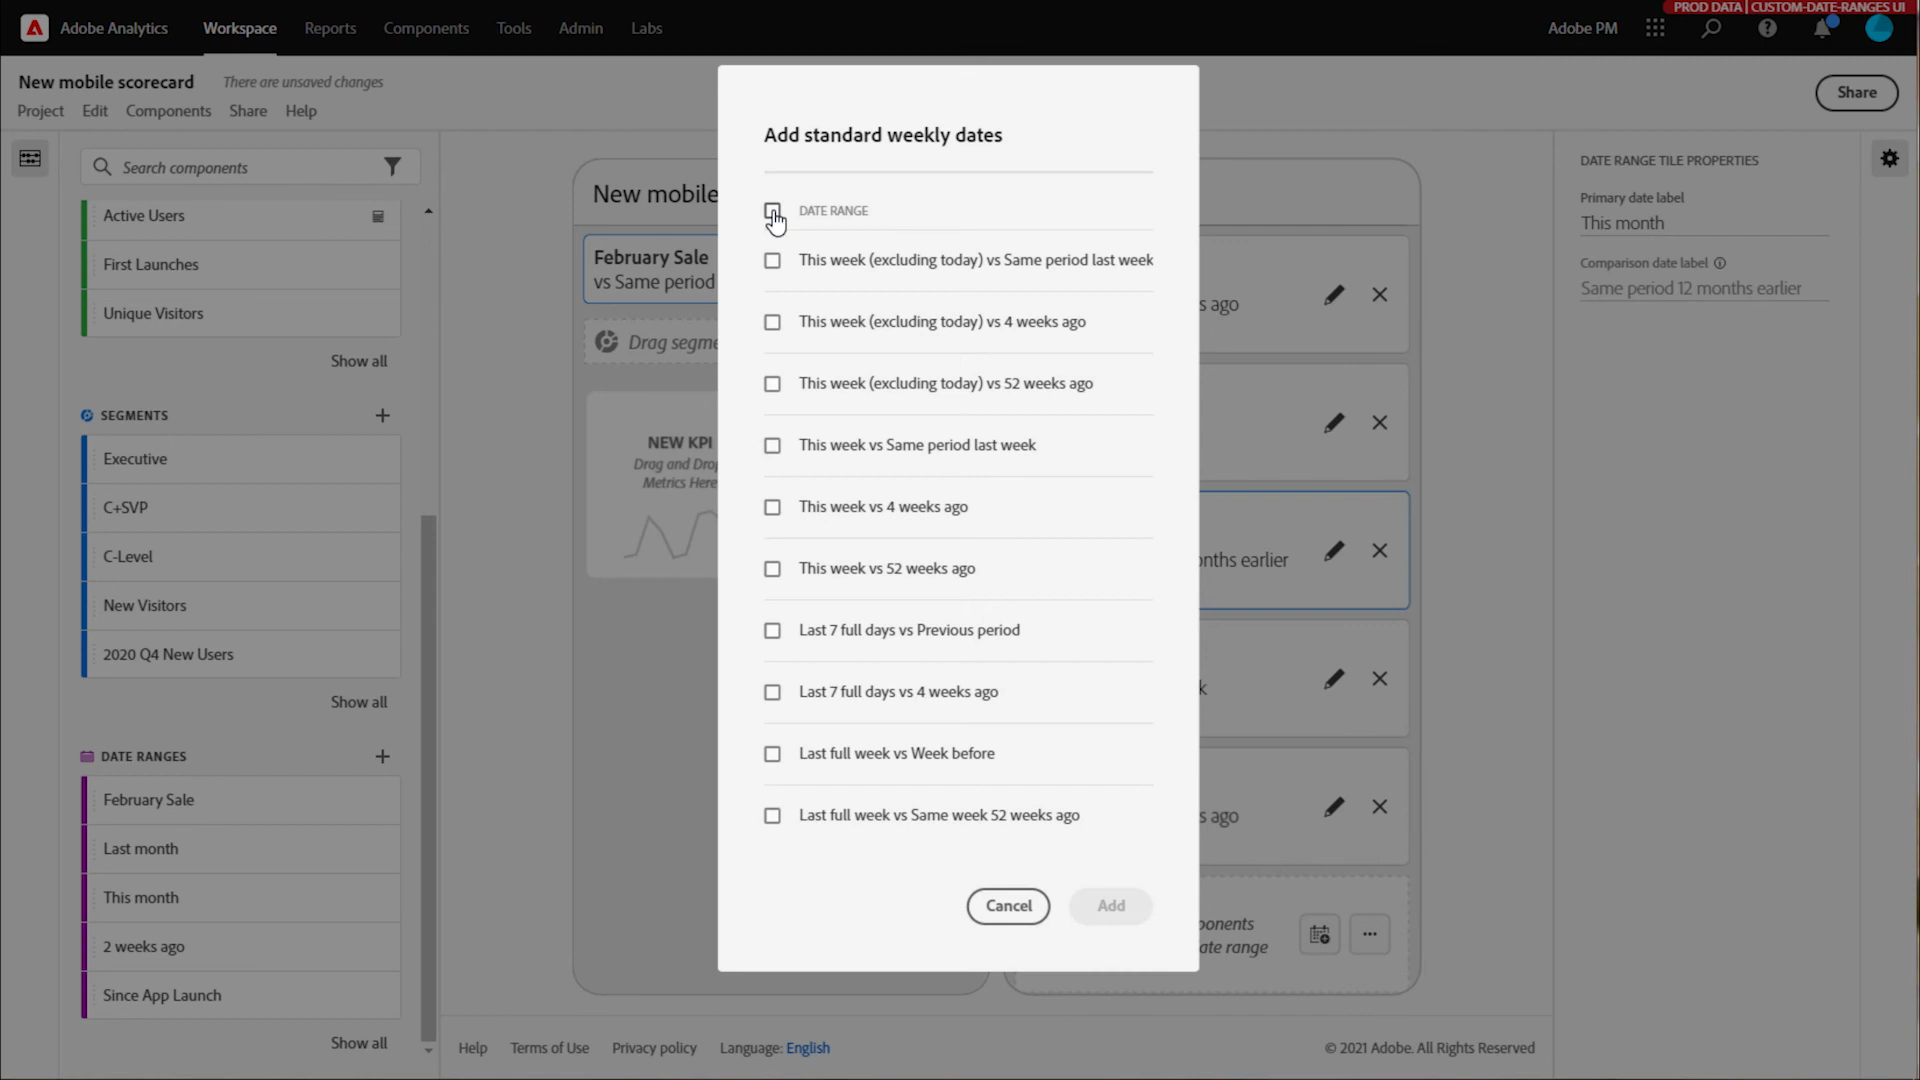 PROD DATA | CUSTOM-DATE-RANGES UI
Adobe Analytics
Workspace
Reports
Components
Tools
Admin
Labs
Adobe PM
New mobile scorecard
There are unsaved changes
Project
Edit
Components
Share
Help
Share
Search components
Active Users
First Launches
Unique Visitors
Show all
SEGMENTS
Executive
C+SVP
C-Level
New Visitors
2020 Q4 New Users
Show all
DATE RANGES
February Sale
Last month
This month
2 weeks ago
Since App Launch
Show all
New mobile
February Sale
vs Same period
Drag segme
NEW KPI
Drag and Drop
Metrics Here
Add standard weekly dates
DATE RANGE
This week (excluding today) vs Same period last week
This week (excluding today) vs 4 weeks ago
This week (excluding today) vs 52 weeks ago
This week vs Same period last week
This week vs 4 weeks ago
This week vs 52 weeks ago
Last 7 full days vs Previous period
Last 7 full days vs 4 weeks ago
Last full week vs Week before
Last full week vs Same week 52 weeks ago
Cancel
Add
s ago
nths earlier
k
s ago
ponents
ate range
DATE RANGE TILE PROPERTIES
Primary date label
This month
Comparison date label
Same period 12 months earlier
Help
Terms of Use
Privacy policy
Language: English
© 2021 Adobe. All Rights Reserved